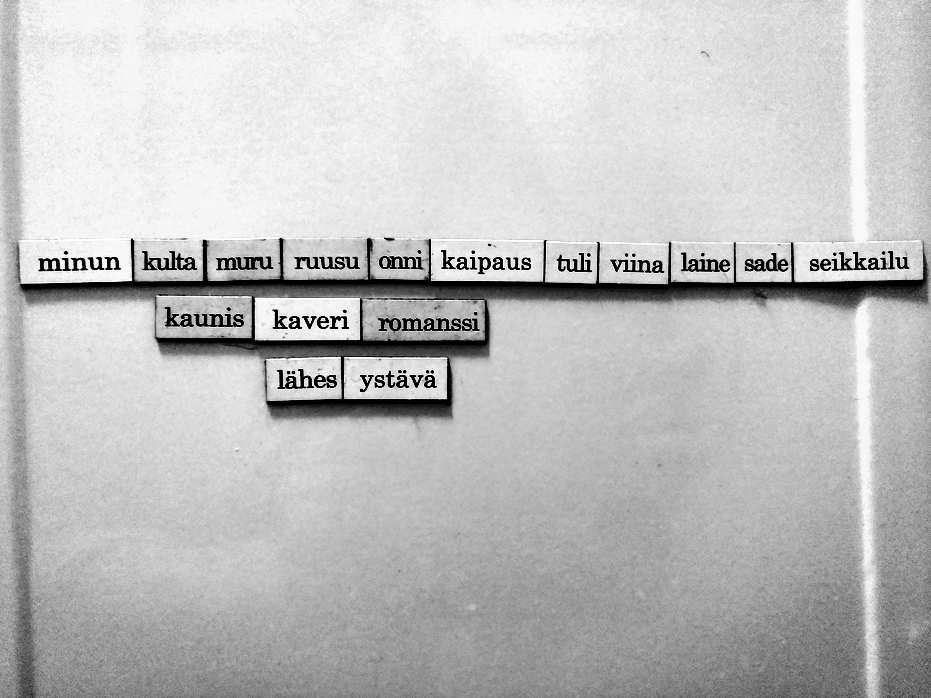 minun kulta muru ruusu onni kaipaus tuli viina laine sade seikkailu
kaunis kaveri romanssi
lähes ystävä